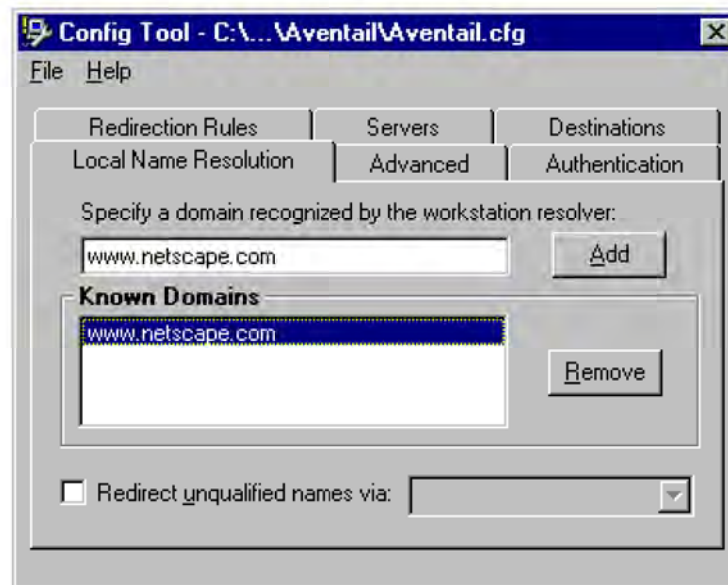 Config Tool - C:\...\Aventail\Aventail.cfg
File Help
Redirection Rules Servers Destinations
Local Name Resolution Advanced Authentication
Specify a domain recognized by the workstation resolver:
www.netscape.com Add
Known Domains
www.netscape.com
Remove
Redirect unqualified names via: